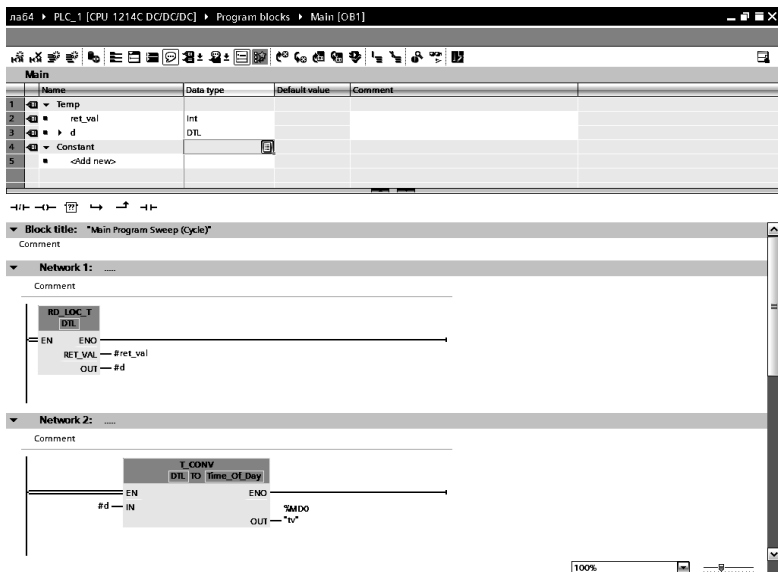 лаб4 ▸ PLC_1 [CPU 1214C DC/DC/DC] ▸ Program blocks ▸ Main [OB1]
Main
Name Data type Default value Comment
1 Temp
2 ret_val Int
3 d DTL
4 Constant
5 <Add new>
Block title: "Main Program Sweep (Cycle)"
Comment
Network 1: .....
Comment
RD_LOC_T
DTL
EN ENO
RET_VAL #ret_val
OUT #d
Network 2: .....
Comment
T_CONV
DTL TO Time_Of_Day
EN ENO
#d IN %MD0
OUT "tv"
100%